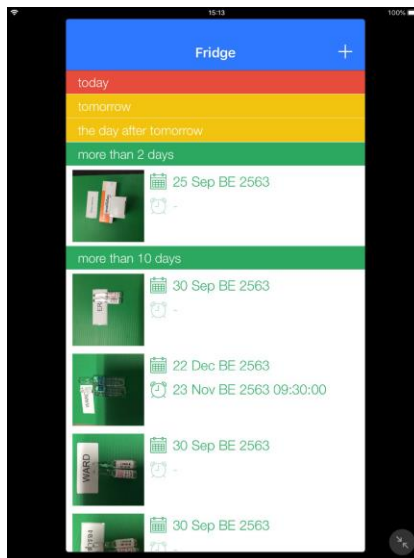 15:13
100%
Fridge
+
today
tomorrow
the day after tomorrow
more than 2 days
25 Sep BE 2563
-
more than 10 days
30 Sep BE 2563
-
22 Dec BE 2563
23 Nov BE 2563 09:30:00
WARD
30 Sep BE 2563
-
30 Sep BE 2563